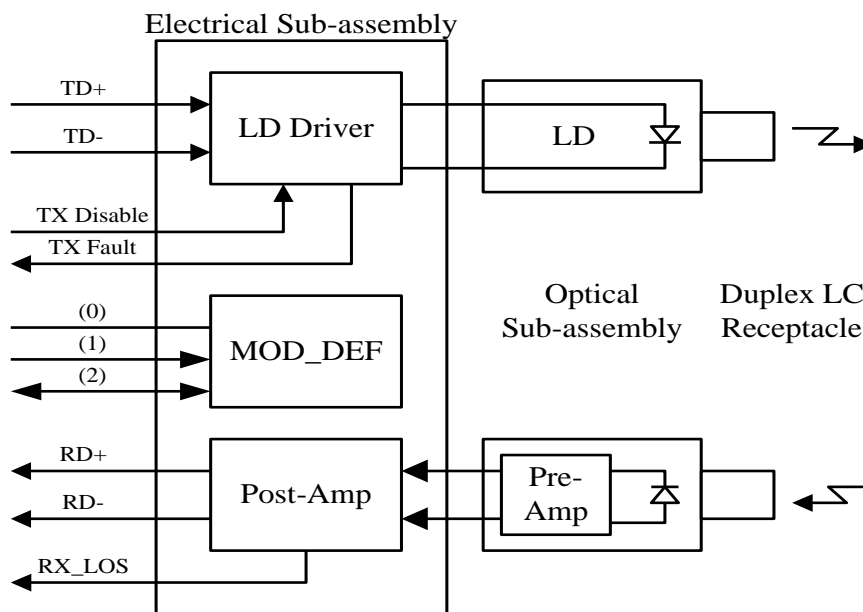 Electrical Sub-assembly
TD+
TD-
LD Driver
LD
TX Disable
TX Fault
Optical
Sub-assembly
Duplex LC
Receptacle
(0)
(1)
(2)
MOD_DEF
RD+
RD-
RX_LOS
Post-Amp
Pre-
Amp